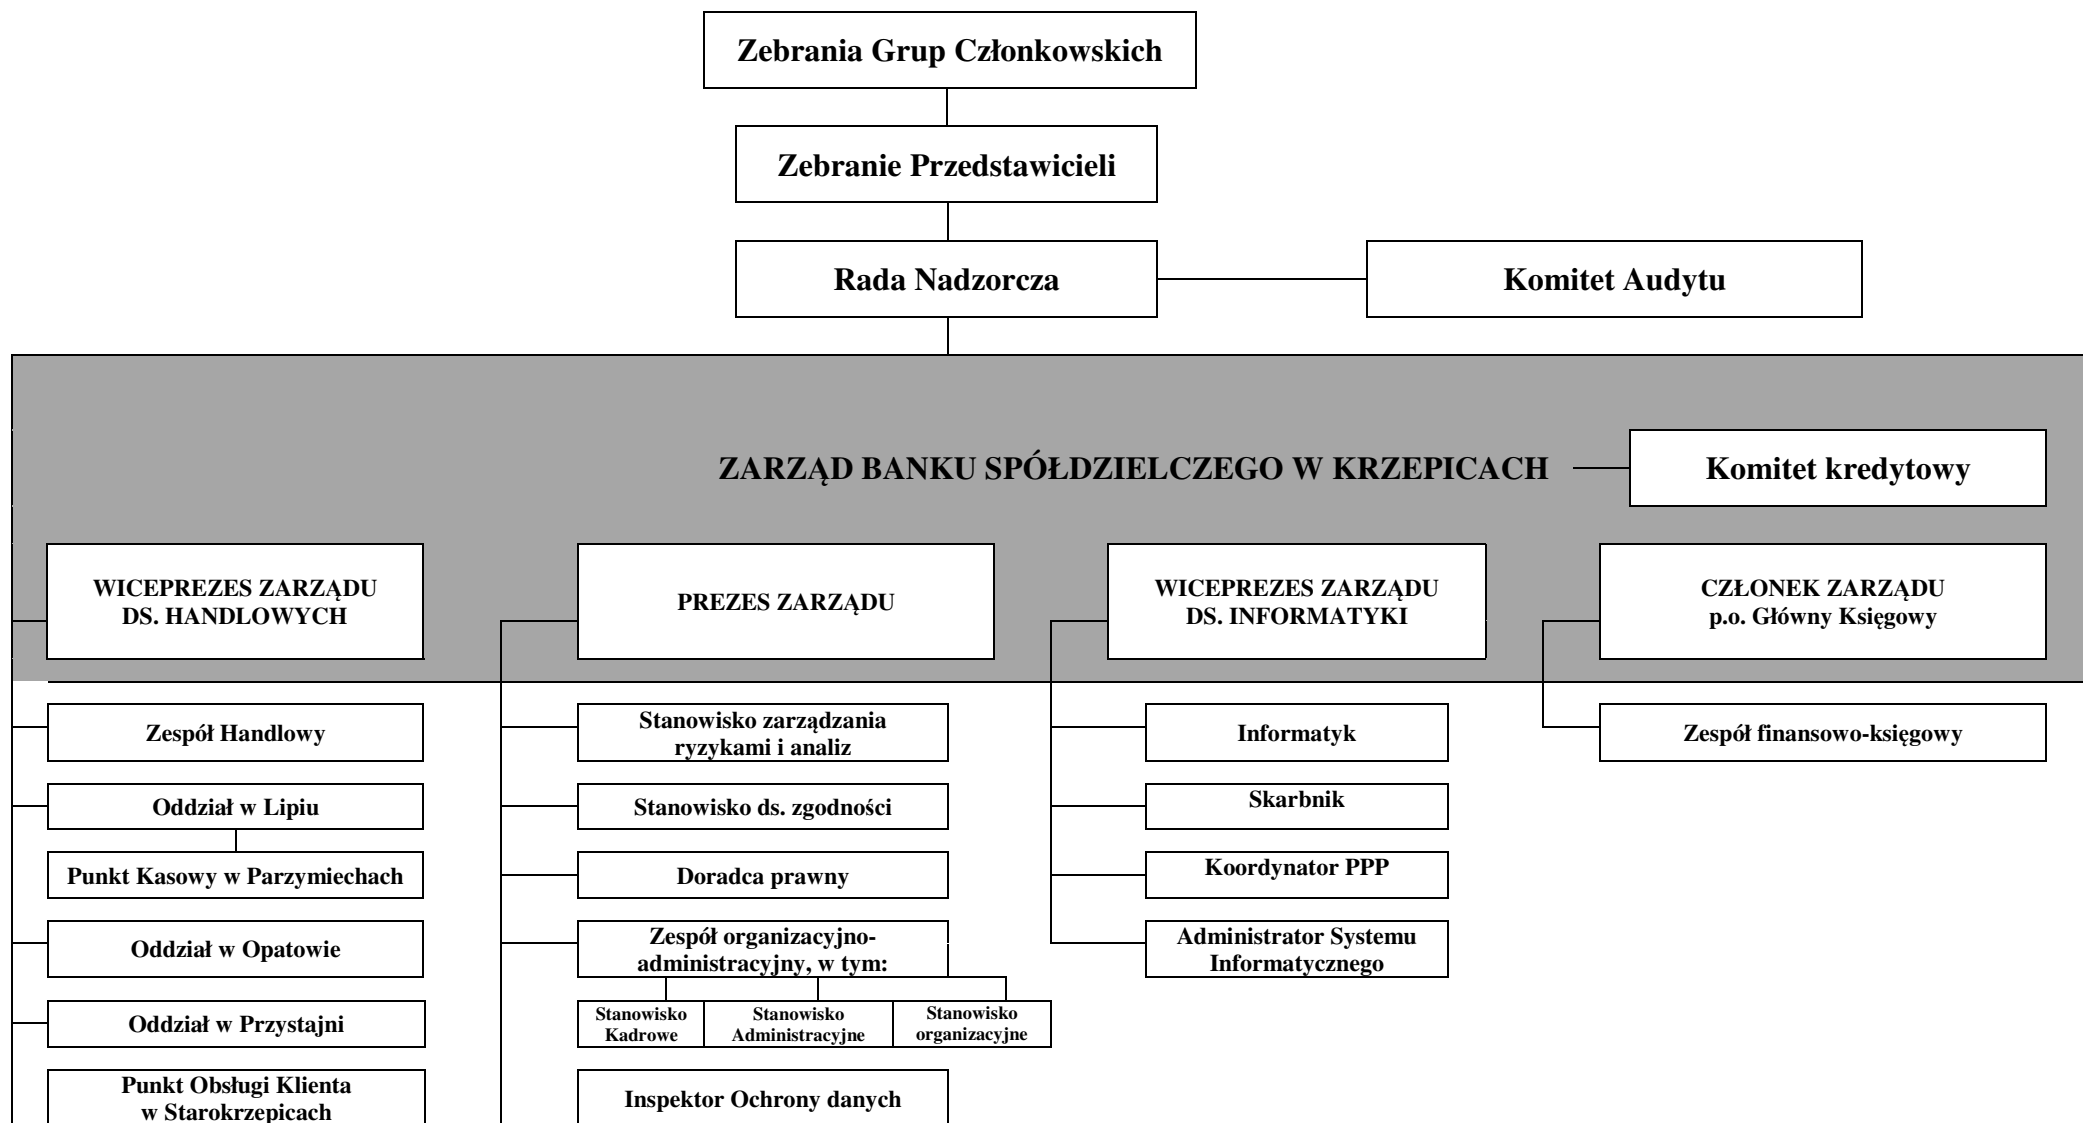 Zebrania Grup Członkowskich
Zebranie Przedstawicieli
Rada Nadzorcza
Komitet Audytu
ZARZĄD BANKU SPÓŁDZIELCZEGO W KRZEPICACH
Komitet kredytowy
WICEPREZES ZARZĄDU
DS. HANDLOWYCH
PREZES ZARZĄDU
WICEPREZES ZARZĄDU
DS. INFORMATYKI
CZŁONEK ZARZĄDU
p.o. Główny Księgowy
Zespół Handlowy
Stanowisko zarządzania
ryzykami i analiz
Informatyk
Zespół finansowo-księgowy
Oddział w Lipiu
Stanowisko ds. zgodności
Skarbnik
Punkt Kasowy w Parzymiechach
Doradca prawny
Koordynator PPP
Oddział w Opatowie
Zespół organizacyjno-
administracyjny, w tym:
Administrator Systemu
Informatycznego
Oddział w Przystajni
Stanowisko
Kadrowe
Stanowisko
Administracyjne
Stanowisko
organizacyjne
Punkt Obsługi Klienta
w Starokrzepicach
Inspektor Ochrony danych